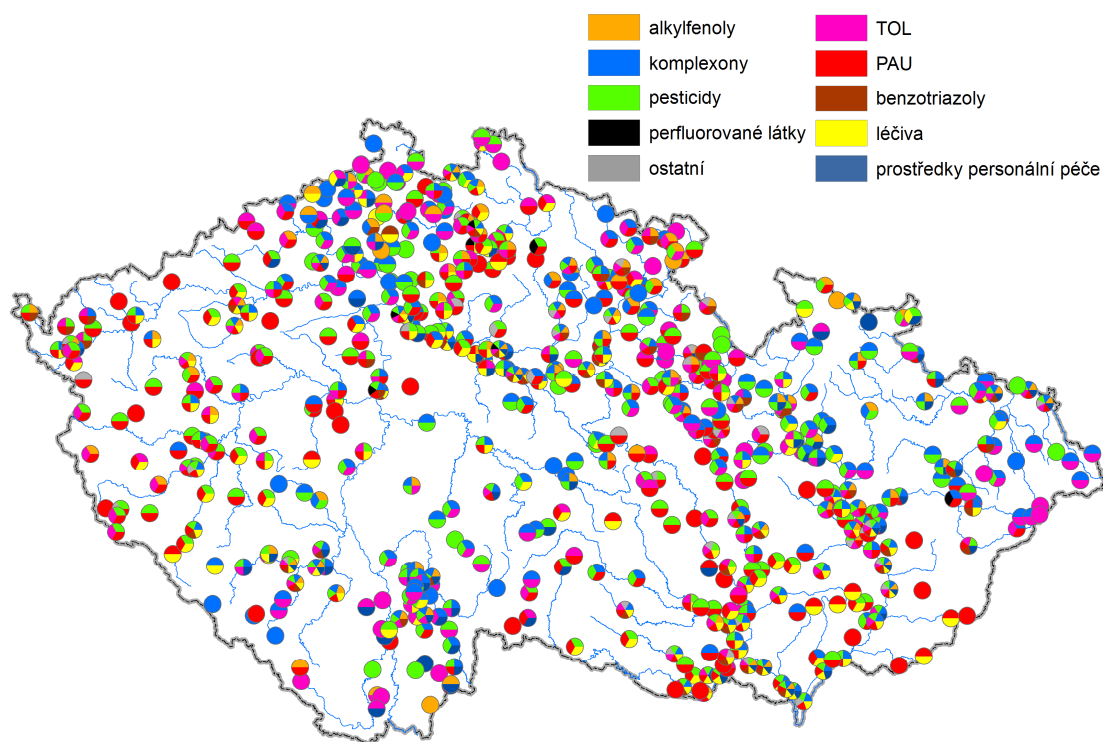 alkylfenoly
komplexony
pesticidy
perfluorované látky
ostatní
TOL
PAU
benzotriazoly
léčiva
prostředky personální péče